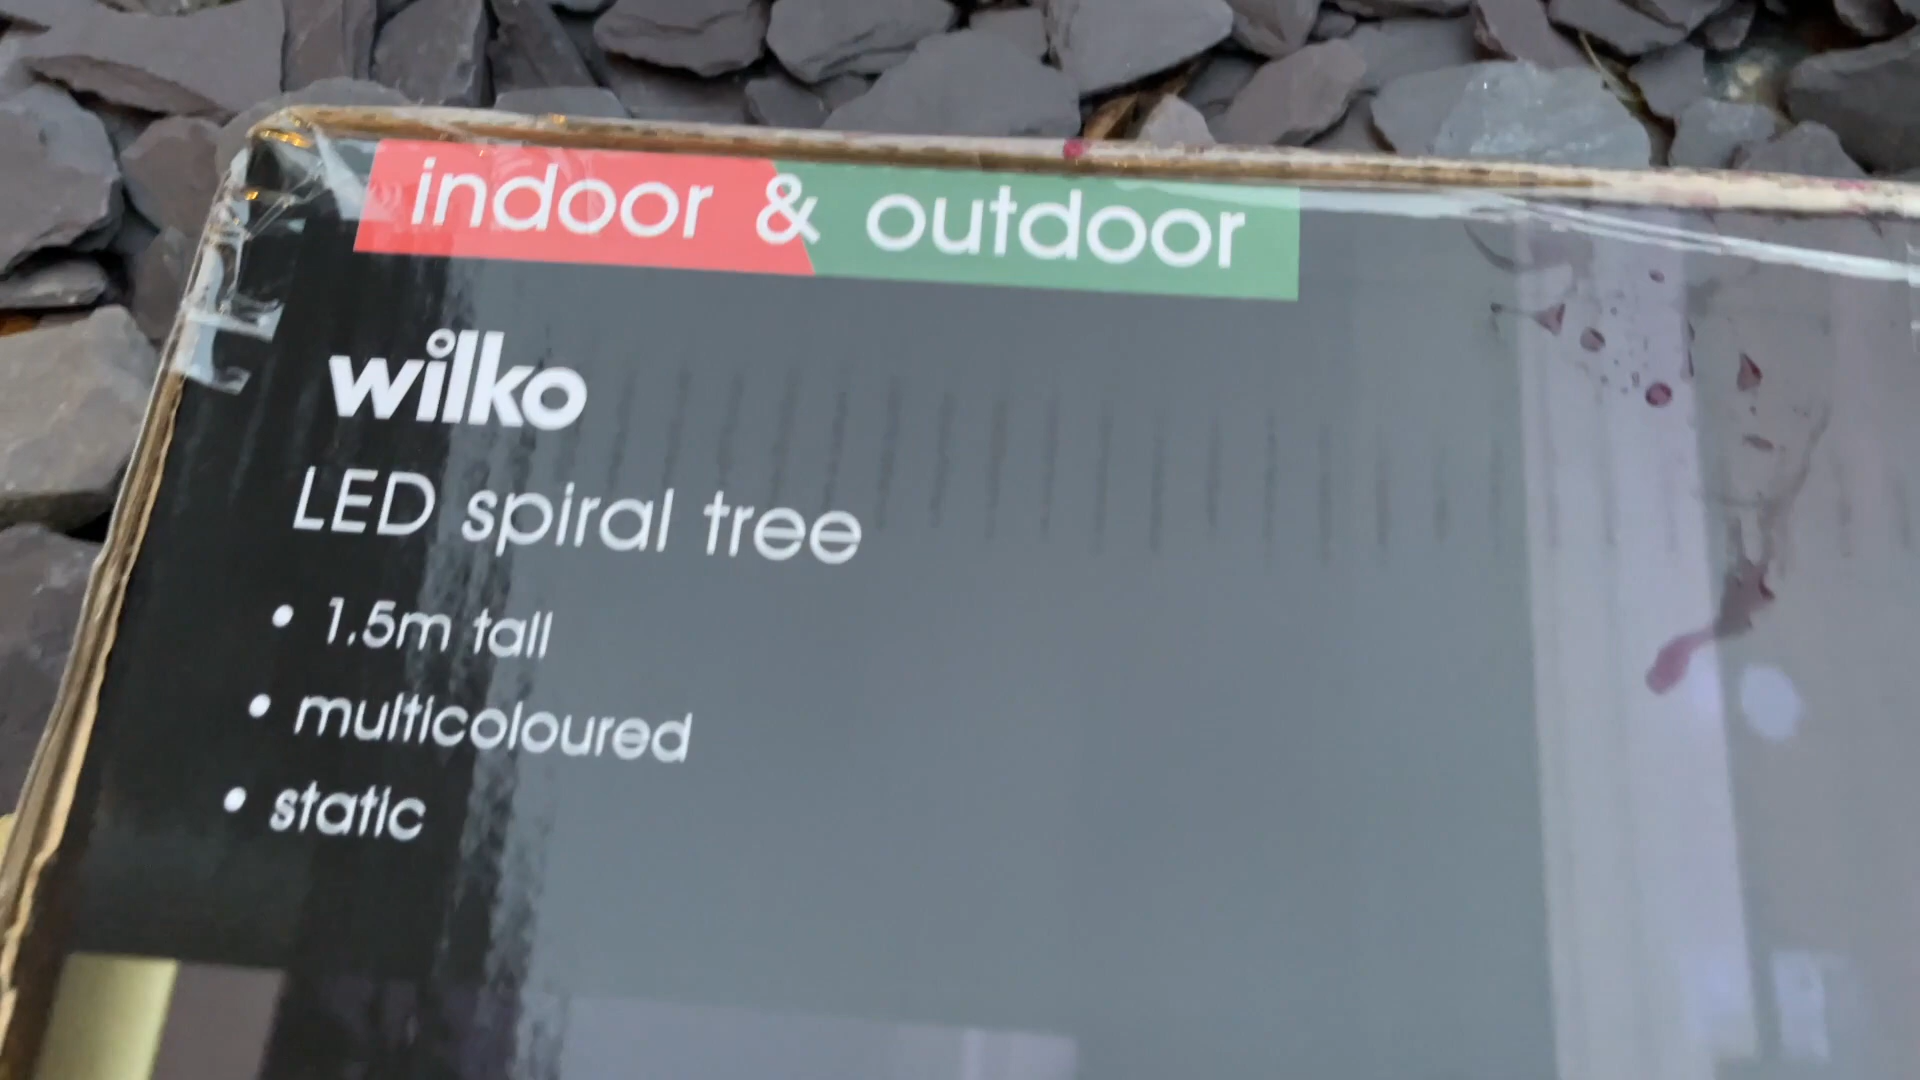 indoor & outdoor
wilko
LED spiral tree
• 1.5m tall
• multicoloured
• static